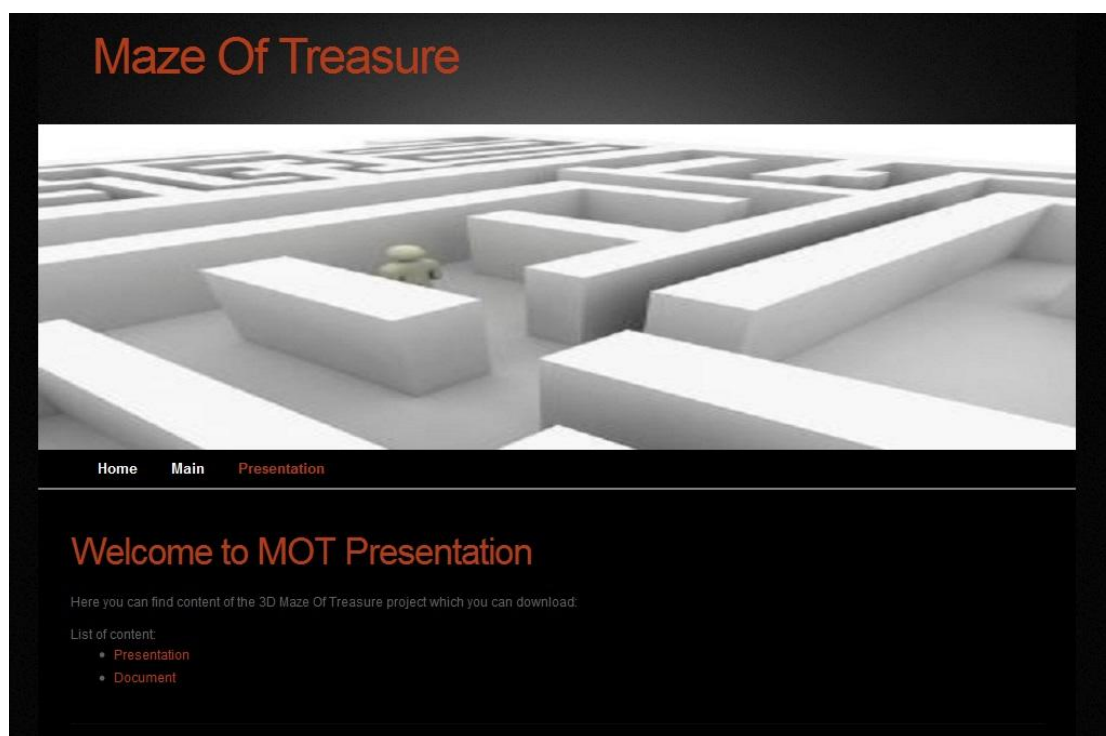 Maze Of Treasure
Home Main Presentation
Welcome to MOT Presentation
Here you can find content of the 3D Maze Of Treasure project which you can download:
List of content:
Presentation
Document